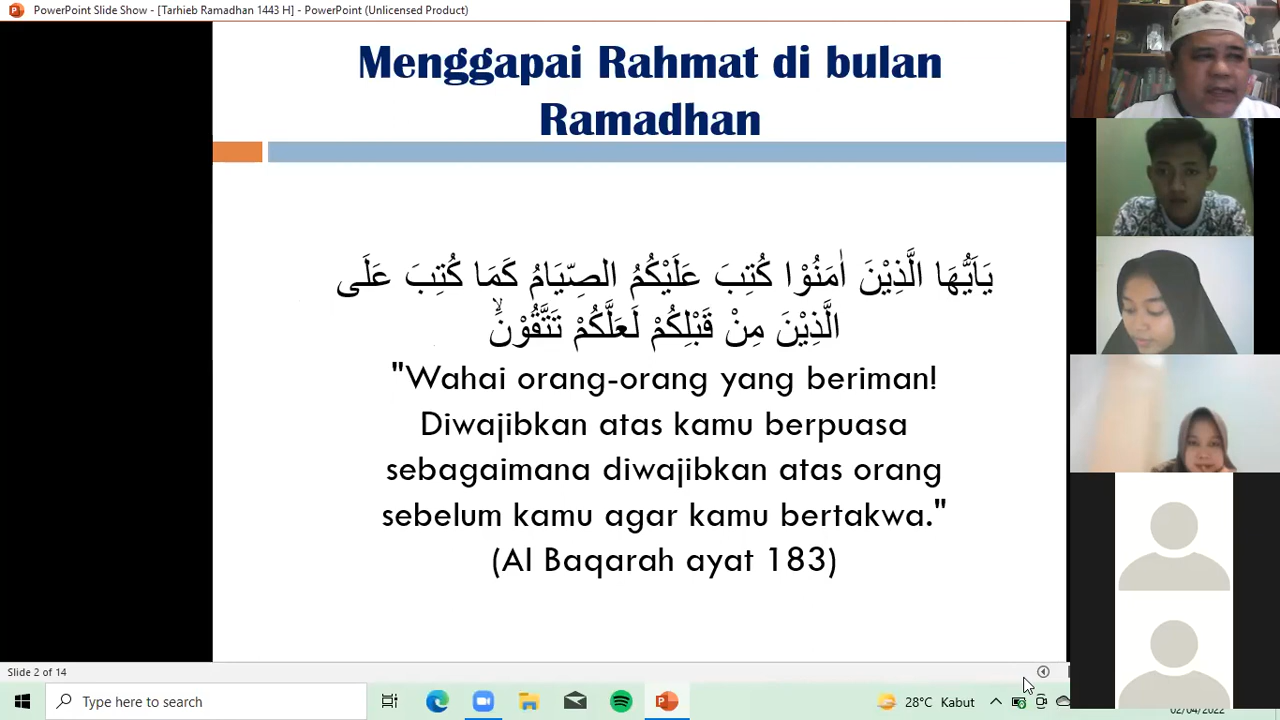 PowerPoint Slide Show - [Tarhieb Ramadhan 1443 H] - PowerPoint (Unlicensed Product)
Menggapai Rahmat di bulan
Ramadhan
يَاَيُّهَا الَّذِيْنَ اٰمَنُوْا كُتِبَ عَلَيْكُمُ الصِّيَامُ كَمَا كُتِبَ عَلَى
الَّذِيْنَ مِنْ قَبْلِكُمْ لَعَلَّكُمْ تَتَّقُوْنَۙ
"Wahai orang-orang yang beriman!
Diwajibkan atas kamu berpuasa
sebagaimana diwajibkan atas orang
sebelum kamu agar kamu bertakwa."
(Al Baqarah ayat 183)
Slide 2 of 14
Type here to search
28°C Kabut
02/04/2022